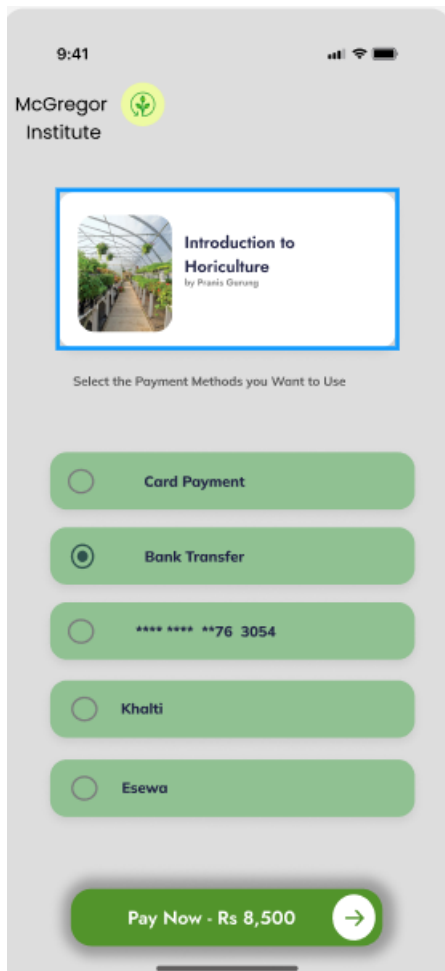 9:41
McGregor
Institute
Introduction to
Horiculture
by Pranis Gurung
Select the Payment Methods you Want to Use
Card Payment
Bank Transfer
**** **** **76 3054
Khalti
Esewa
Pay Now - Rs 8,500